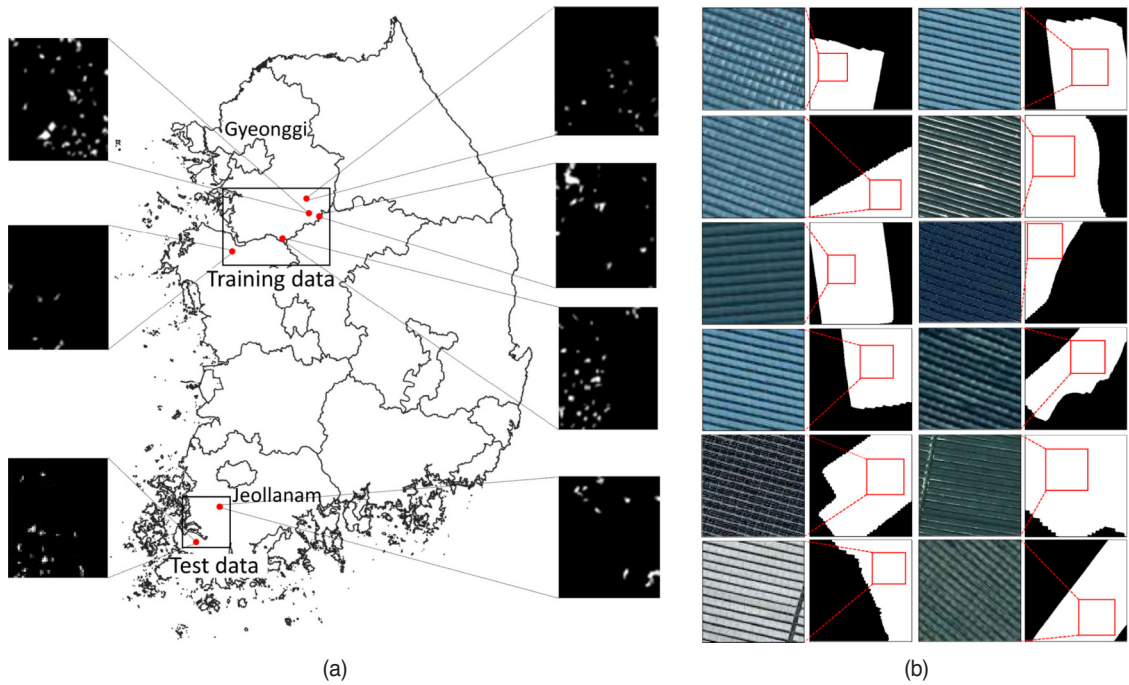 Gyeonggi
Training data
Jeollanam
Test data
(a)
(b)